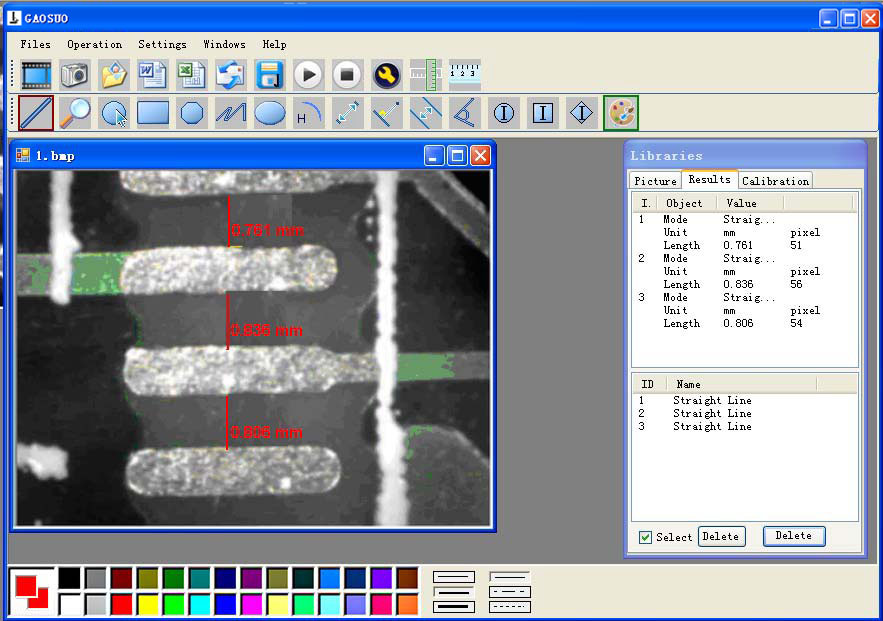 GAOSUO
Files Operation Settings Windows Help
1 2 3
H
1.bmp
0.761 mm
0.836 mm
0.806 mm
Libraries
Picture Results Calibration
I. Object Value
1 Mode Straig...
Unit mm pixel
Length 0.761 51
2 Mode Straig...
Unit mm pixel
Length 0.836 56
3 Mode Straig...
Unit mm pixel
Length 0.806 54
ID Name
1 Straight Line
2 Straight Line
3 Straight Line
Select Delete Delete